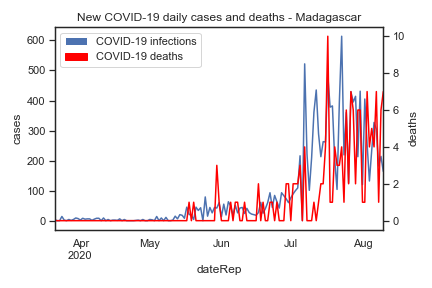 New COVID-19 daily cases and deaths - Madagascar
COVID-19 infections
COVID-19 deaths
600
500
400
300
200
100
0
cases
10
8
6
4
2
0
deaths
Apr
2020
May
Jun
Jul
Aug
dateRep